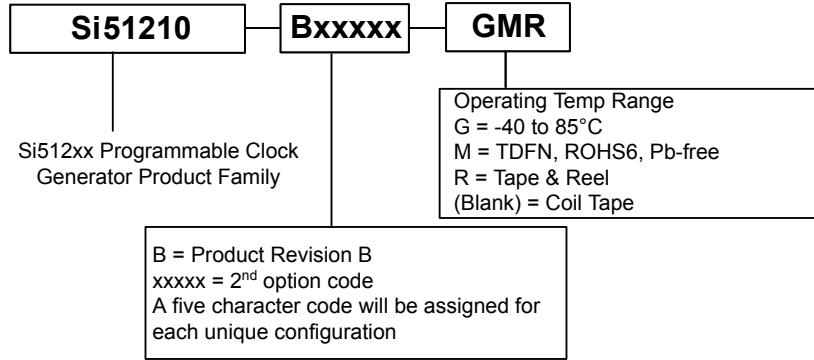 Si51210
Bxxxxx
GMR
Operating Temp Range
G = -40 to 85°C
M = TDFN, ROHS6, Pb-free
R = Tape & Reel
(Blank) = Coil Tape
Si512xx Programmable Clock
Generator Product Family
B = Product Revision B
xxxxx = 2nd option code
A five character code will be assigned for
each unique configuration